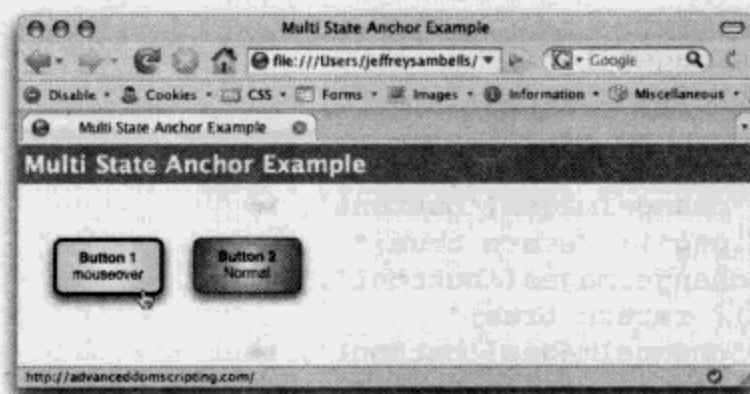 Multi State Anchor Example
file:///Users/jeffreysambells/ Google
Disable Cookies CSS Forms Images Information Miscellaneous
Multi State Anchor Example
Multi State Anchor Example
Button 1
mouseover
Button 2
Normal
http://advanceddomscripting.com/